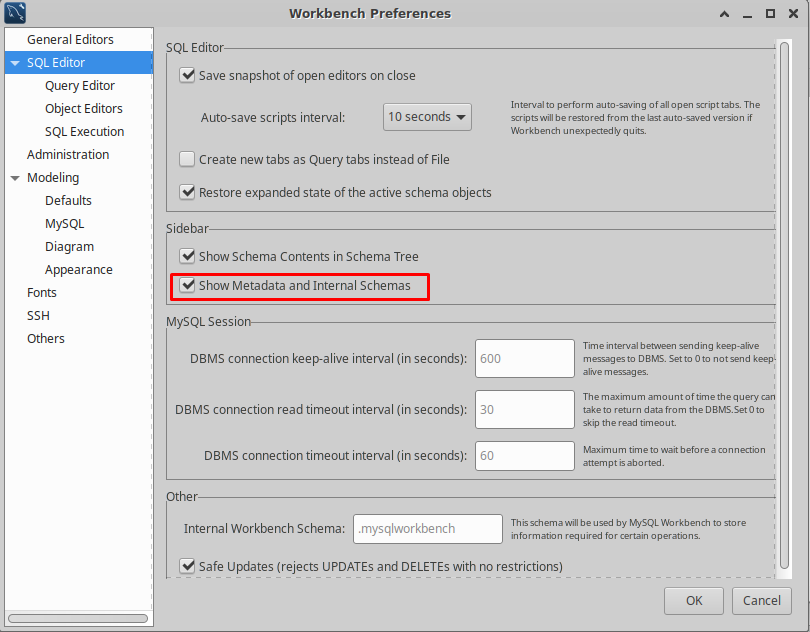 Workbench Preferences
General Editors
SQL Editor
Query Editor
Object Editors
SQL Execution
Administration
Modeling
Defaults
MySQL
Diagram
Appearance
Fonts
SSH
Others
SQL Editor
Save snapshot of open editors on close
Auto-save scripts interval:
10 seconds
Interval to perform auto-saving of all open script tabs. The
scripts will be restored from the last auto-saved version if
Workbench unexpectedly quits.
Create new tabs as Query tabs instead of File
Restore expanded state of the active schema objects
Sidebar
Show Schema Contents in Schema Tree
Show Metadata and Internal Schemas
MySQL Session
DBMS connection keep-alive interval (in seconds):
600
Time interval between sending keep-alive
messages to DBMS. Set to 0 to not send keep-
alive messages.
DBMS connection read timeout interval (in seconds):
30
The maximum amount of time the query can
take to return data from the DBMS.Set 0 to
skip the read timeout.
DBMS connection timeout interval (in seconds):
60
Maximum time to wait before a connection
attempt is aborted.
Other
Internal Workbench Schema:
.mysqlworkbench
This schema will be used by MySQL Workbench to store
information required for certain operations.
Safe Updates (rejects UPDATEs and DELETEs with no restrictions)
OK
Cancel